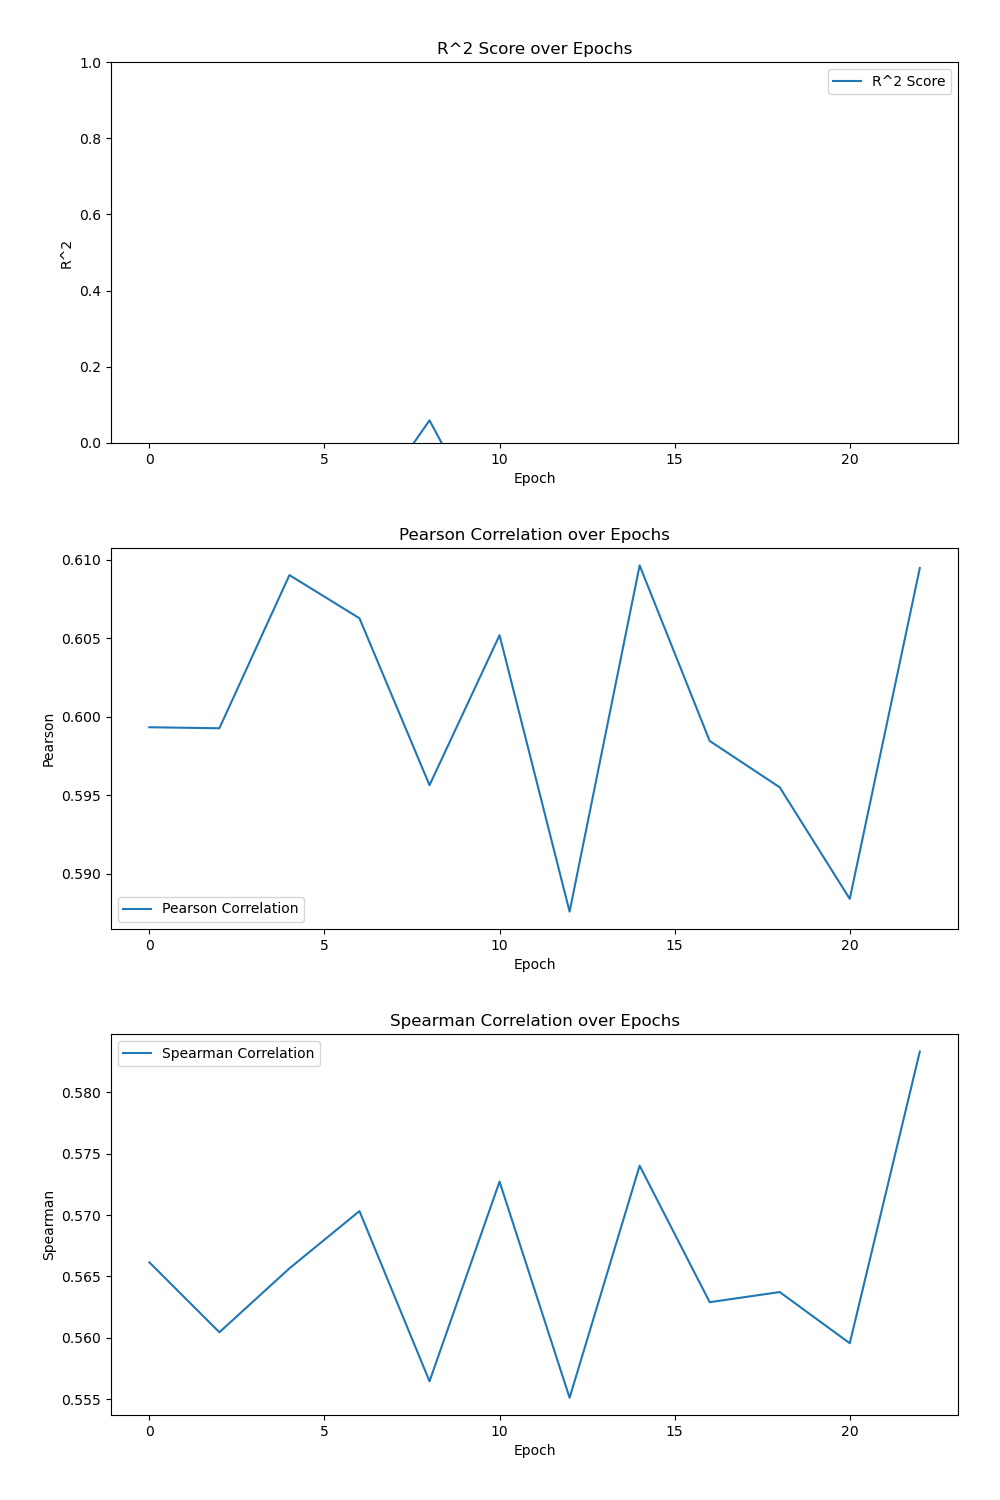 R^2 Score over Epochs
R^2 Score
1.0
0.8
0.6
0.4
0.2
0.0
R^2
0 5 10 15 20
Epoch
Pearson Correlation over Epochs
0.610
0.605
0.600
0.595
0.590
Pearson
Pearson Correlation
0 5 10 15 20
Epoch
Spearman Correlation over Epochs
Spearman Correlation
0.580
0.575
0.570
0.565
0.560
0.555
Spearman
0 5 10 15 20
Epoch